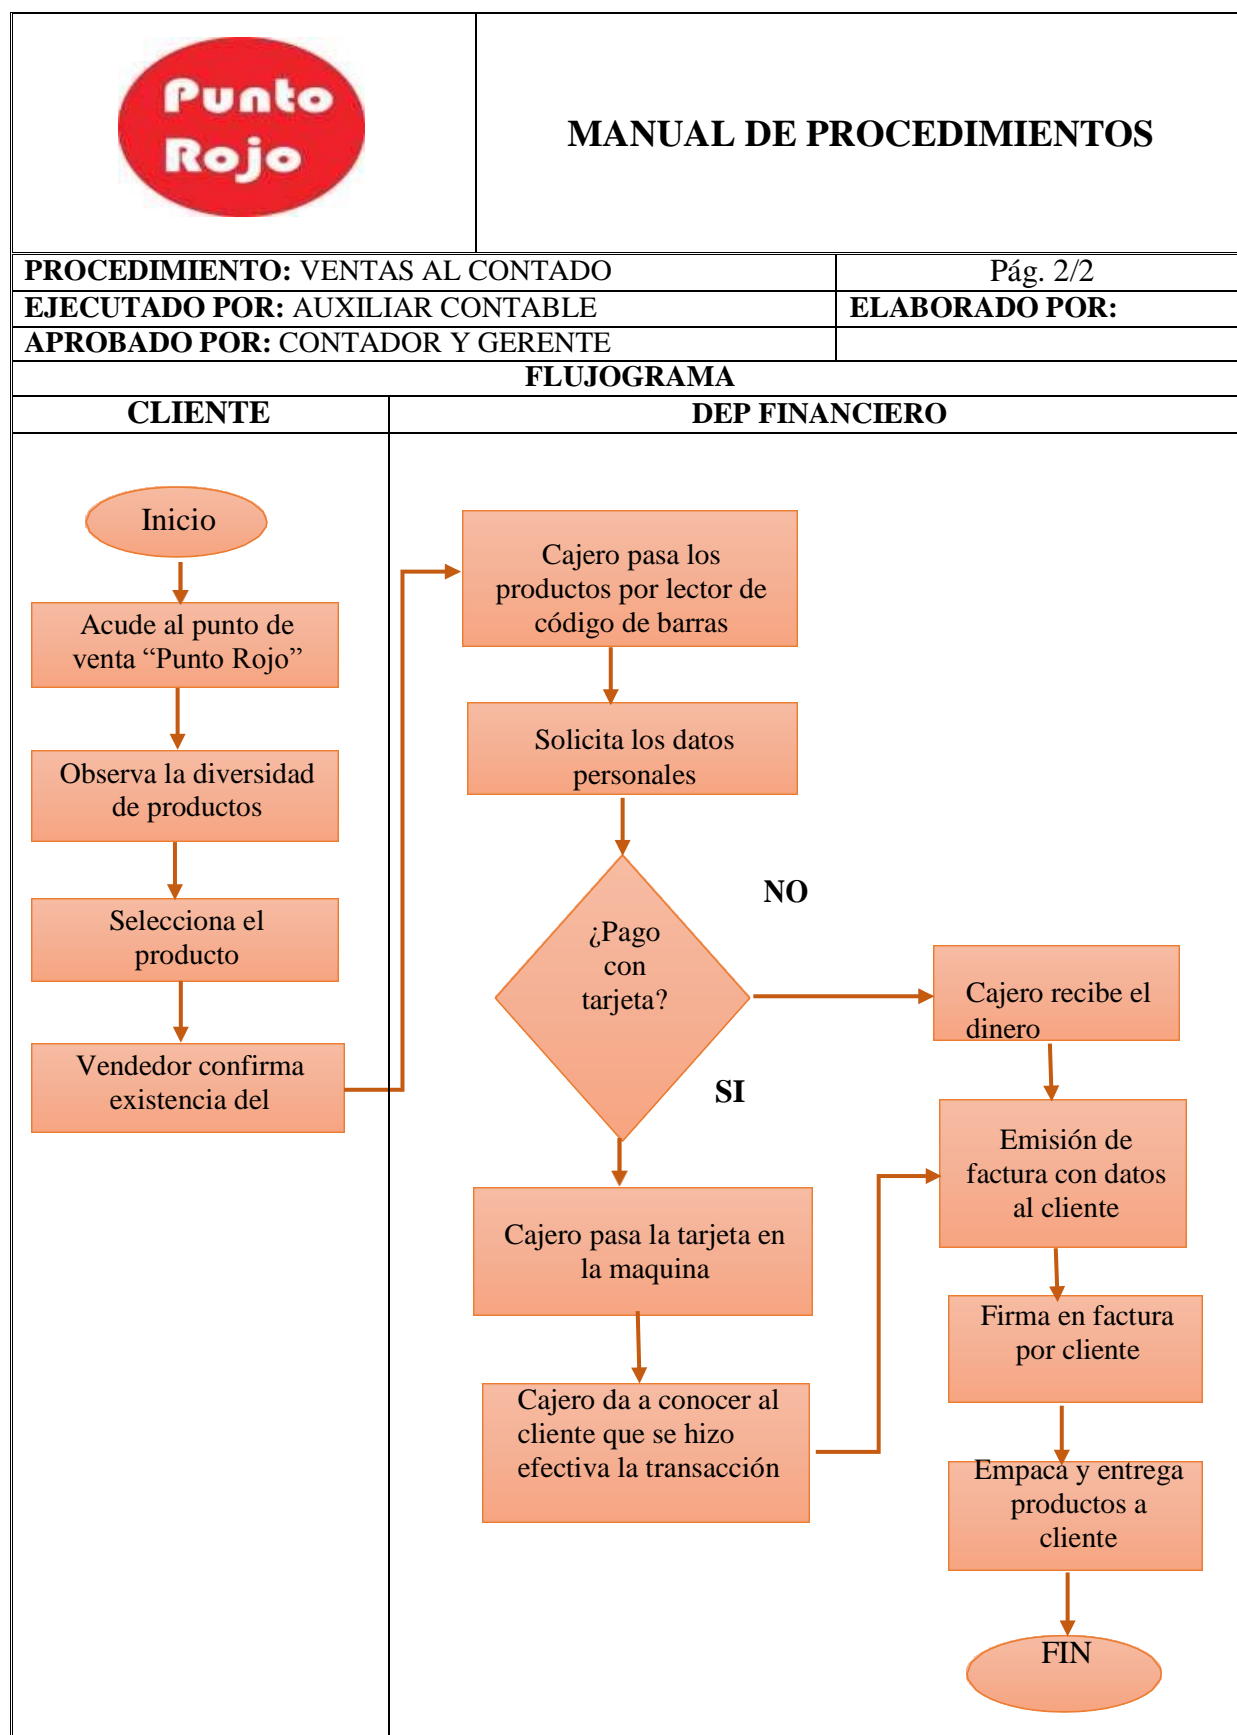 Punto
Rojo
MANUAL DE PROCEDIMIENTOS
PROCEDIMIENTO: VENTAS AL CONTADO
Pág. 2/2
EJECUTADO POR: AUXILIAR CONTABLE
ELABORADO POR:
APROBADO POR: CONTADOR Y GERENTE
FLUJOGRAMA
CLIENTE
DEP FINANCIERO
Inicio
Acude al punto de
venta “Punto Rojo”
Observa la diversidad
de productos
Selecciona el
producto
Vendedor confirma
existencia del
Cajero pasa los
productos por lector de
código de barras
Solicita los datos
personales
¿Pago
con
tarjeta?
NO
SI
Cajero recibe el
dinero
Cajero pasa la tarjeta en
la maquina
Cajero da a conocer al
cliente que se hizo
efectiva la transacción
Emisión de
factura con datos
al cliente
Firma en factura
por cliente
Empaca y entrega
productos a
cliente
FIN